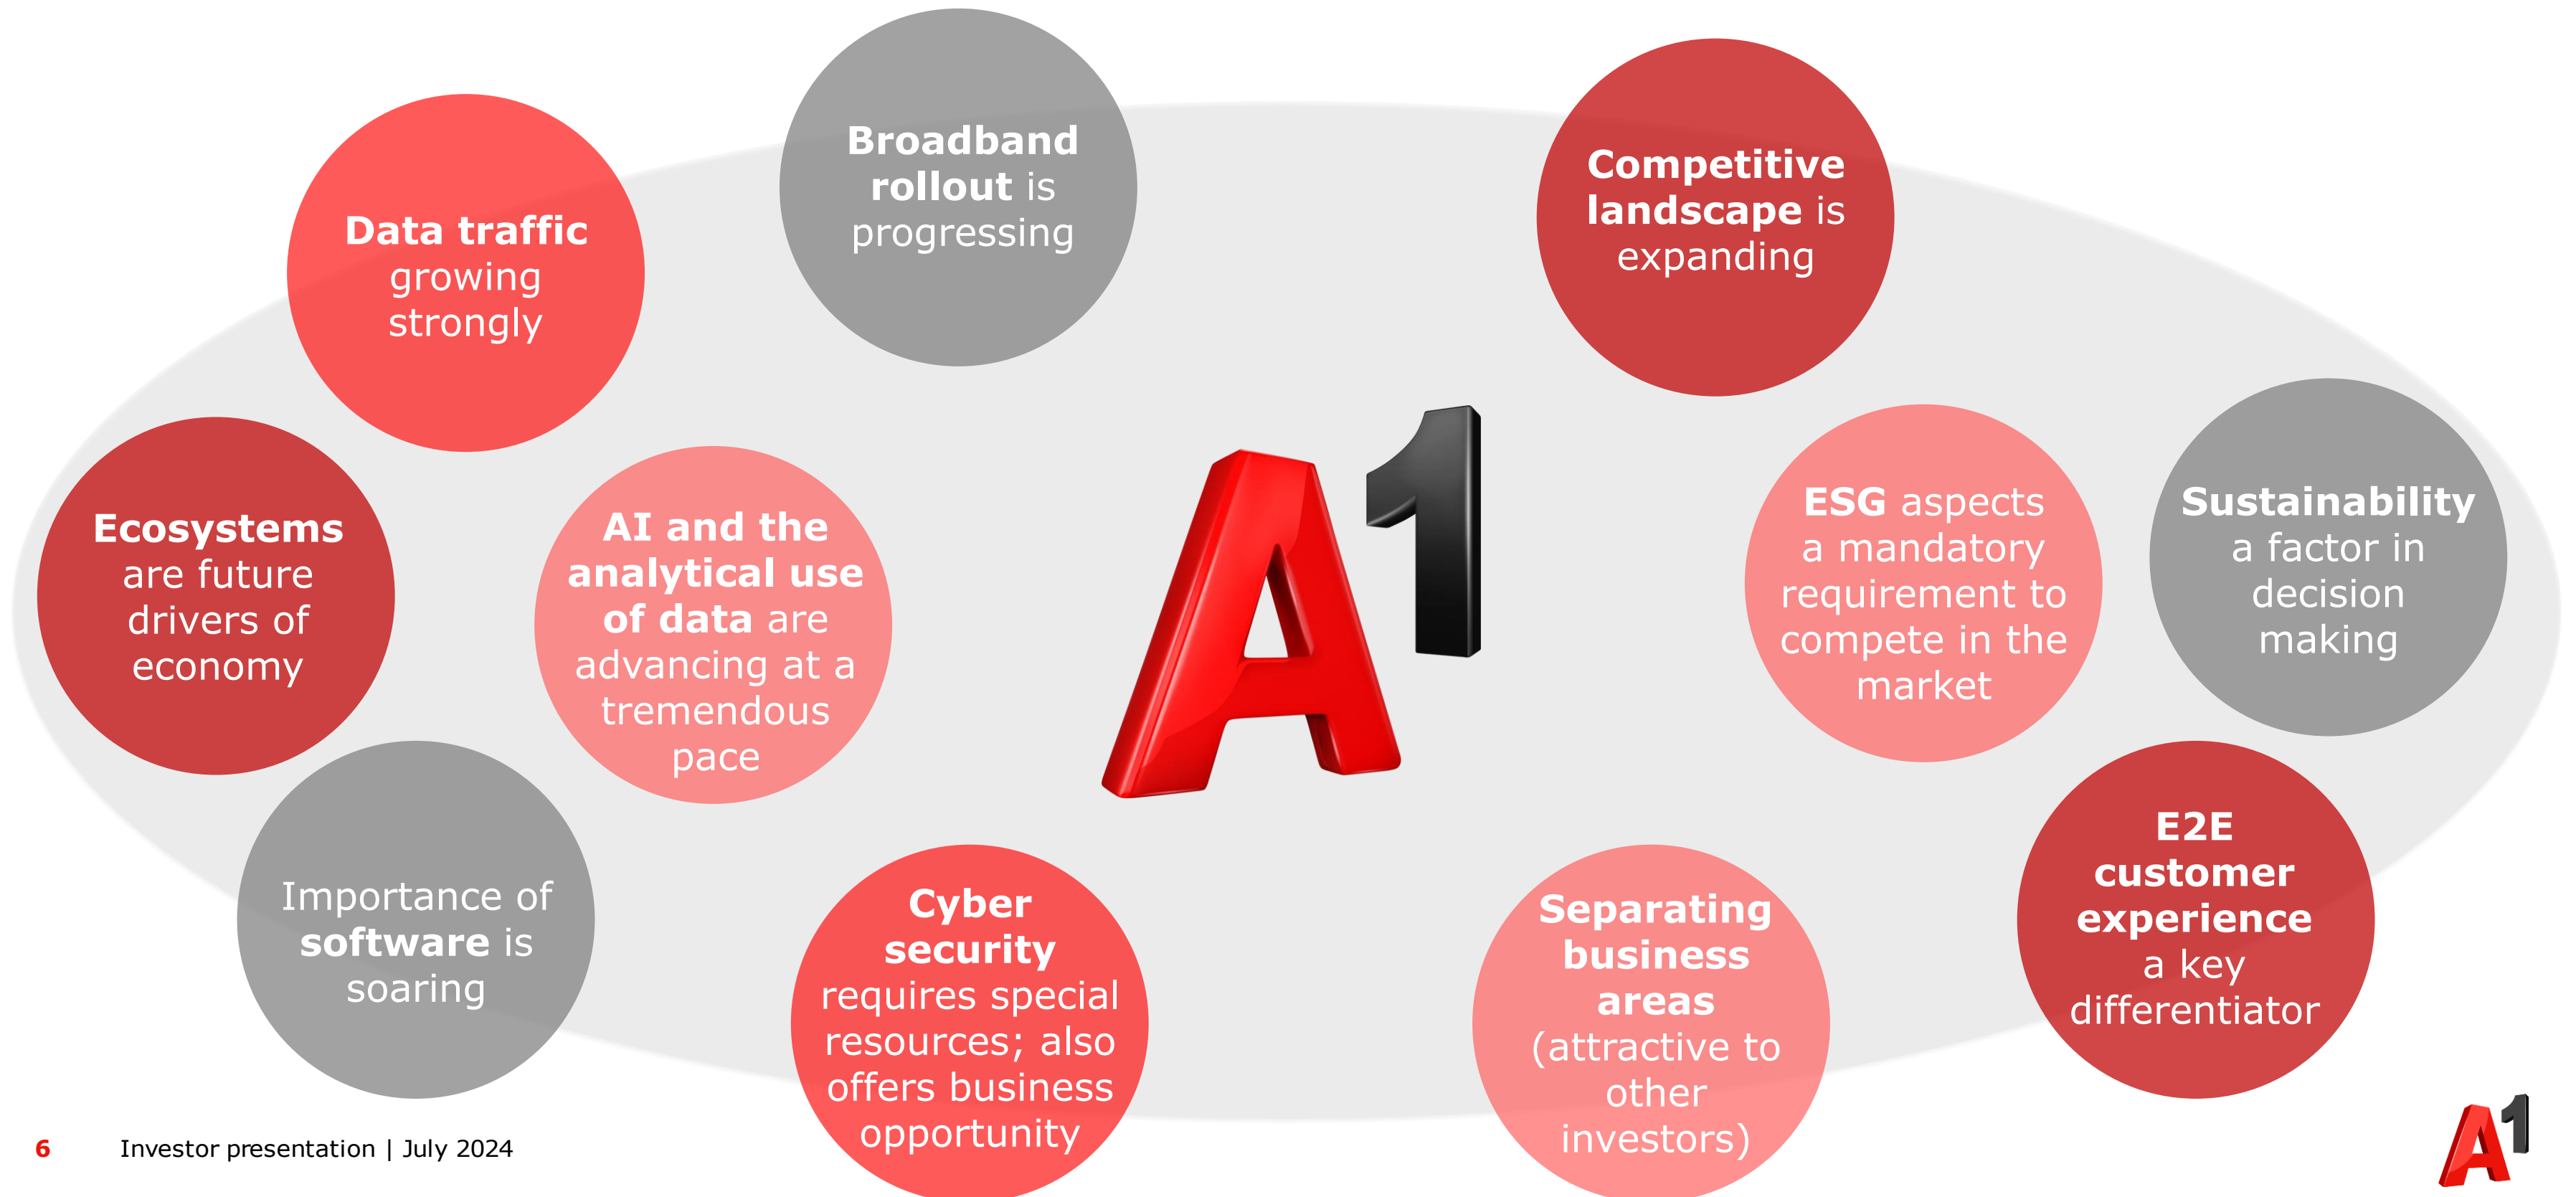 Broadband
rollout is
progressing
Competitive
landscape is
expanding
Data traffic
growing
strongly
Ecosystems
are future
drivers of
economy
AI and the
analytical use
of data are
advancing at a
tremendous
pace
A1
ESG aspects
a mandatory
requirement to
compete in the
market
Sustainability
a factor in
decision
making
Importance of
software is
soaring
Cyber
security
requires special
resources; also
offers business
opportunity
Separating
business
areas
(attractive to
other
investors)
E2E
customer
experience
a key
differentiator
6 Investor presentation | July 2024
A1